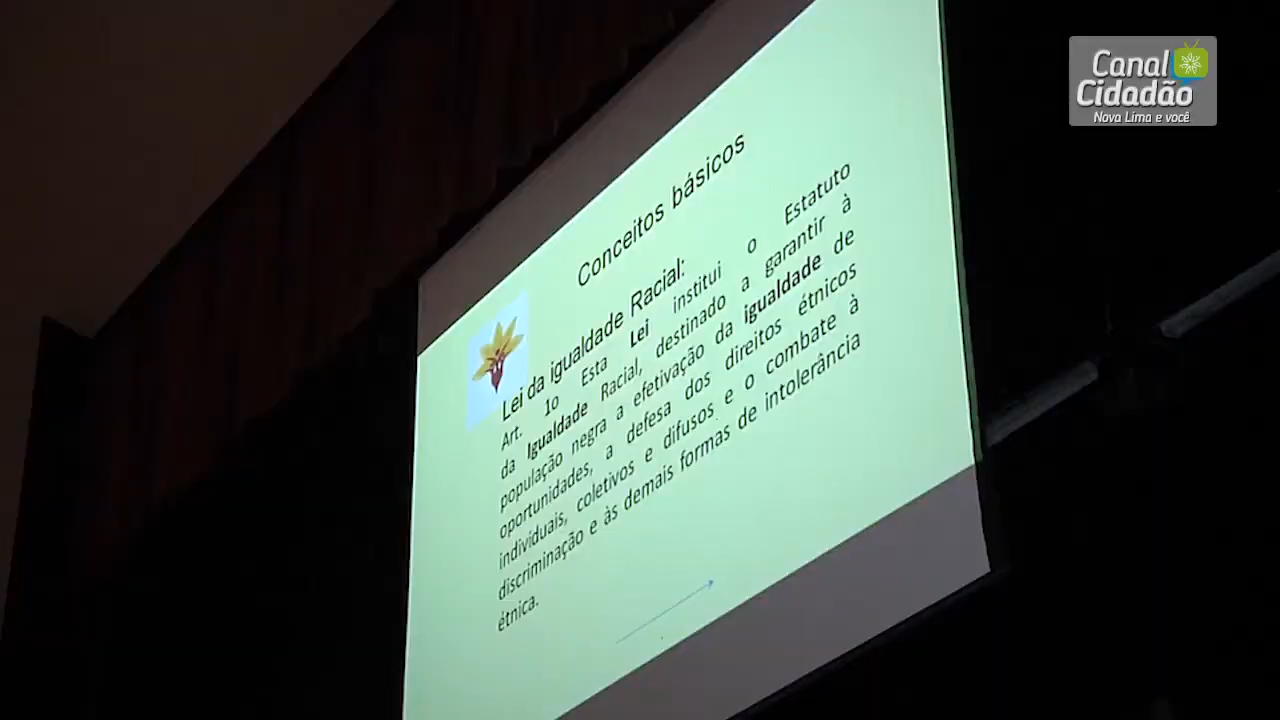 Canal
Cidadão
Nova Lima e você
Conceitos básicos
Lei da igualdade Racial:
Art. 1o Esta Lei institui o Estatuto
da Igualdade Racial, destinado a garantir à
população negra a efetivação da igualdade de
oportunidades, a defesa dos direitos étnicos
individuais, coletivos e difusos e o combate à
discriminação e às demais formas de intolerância
étnica.